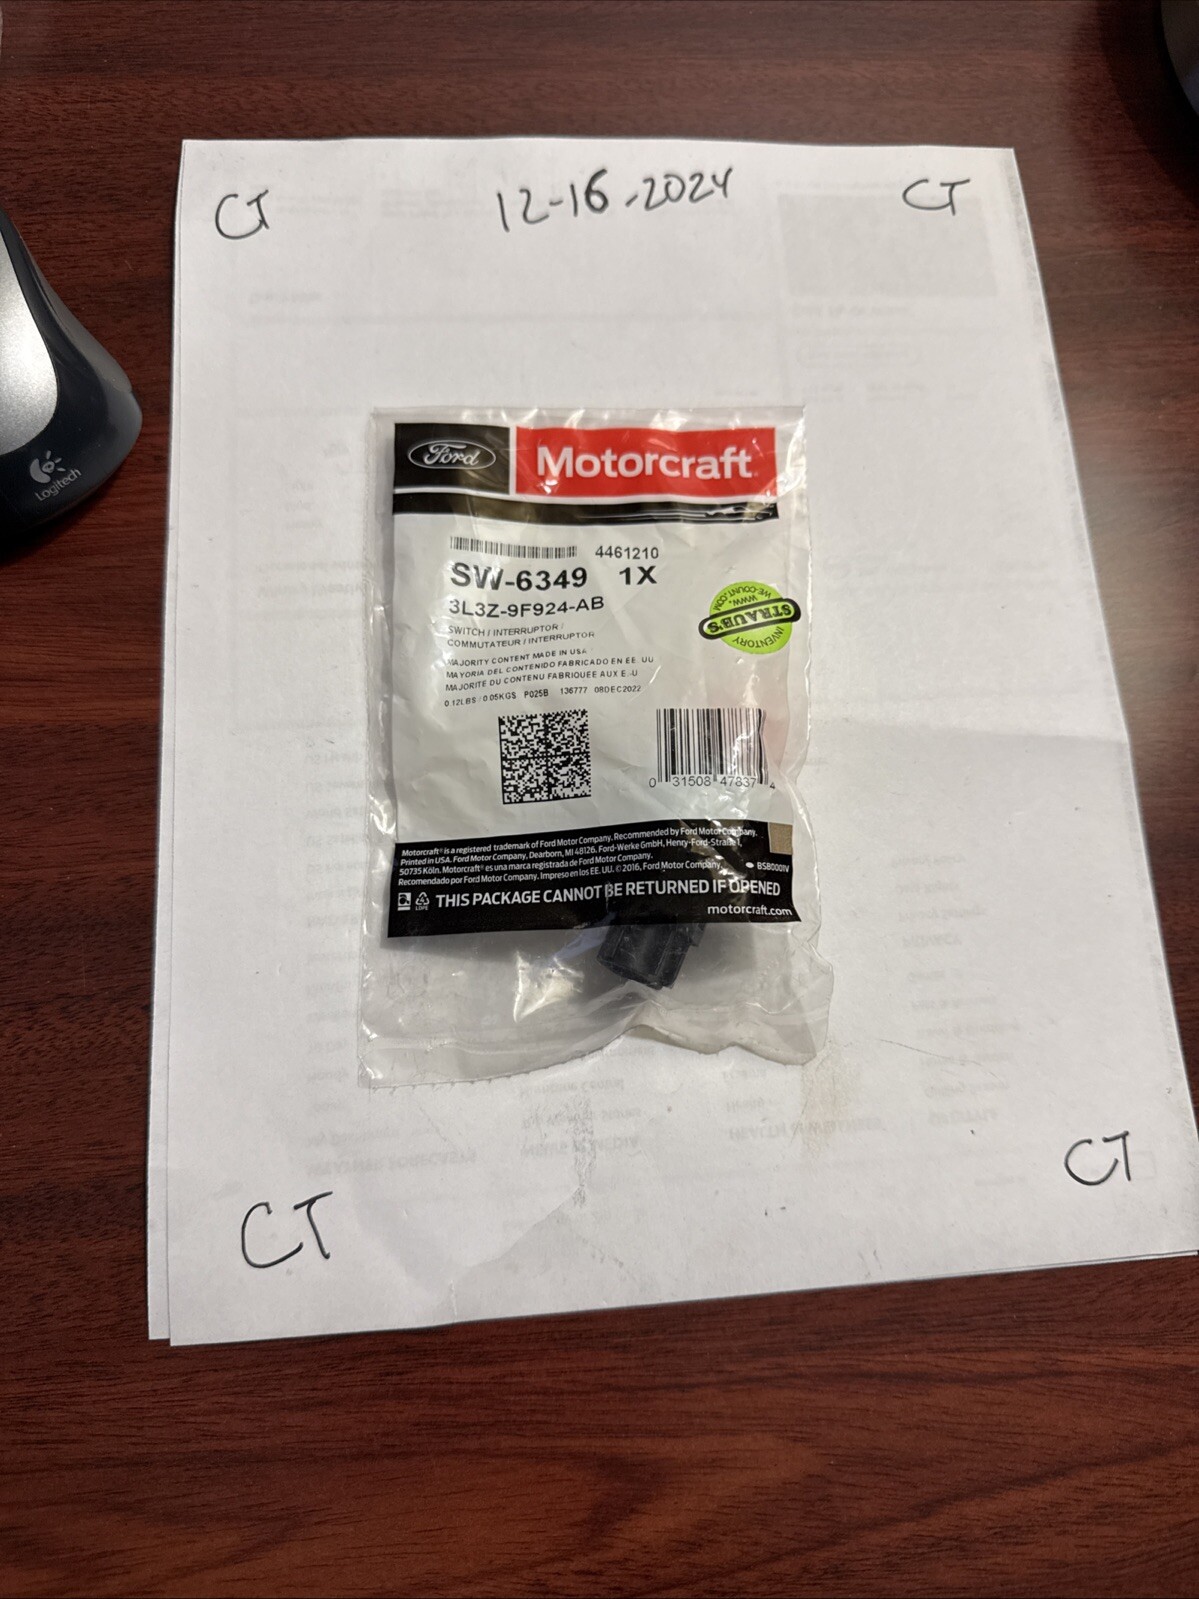 CT 12-16-2024 CT
Logitech
Ford Motorcraft
4461210
SW-6349 1X
3L3Z-9F924-AB
SWITCH / INTERRUPTOR /
COMMUTATEUR / INTERRUPTOR
MAJORITY CONTENT MADE IN USA
MAYORIA DEL CONTENIDO FABRICADO EN EE. UU
MAJORITE DU CONTENU FABRIQUEE AUX E.-U
0.12LBS / 0.05KGS P025B 136777 08DEC2022
INVENTORY
STRAUB'S
WWW.
WE-COUNT.COM
0 31508 47837 4
Motorcraft® is a registered trademark of Ford Motor Company. Recommended by Ford Motor Company.
Printed in USA. Ford Motor Company, Dearborn, MI 48126. Ford-Werke GmbH, Henry-Ford-Straße 1,
50735 Köln. Motorcraft® es una marca registrada de Ford Motor Company.
Recomendado por Ford Motor Company. Impreso en los EE. UU. © 2016, Ford Motor Company. BSB0001V
LDPE THIS PACKAGE CANNOT BE RETURNED IF OPENED
motorcraft.com
CT CT